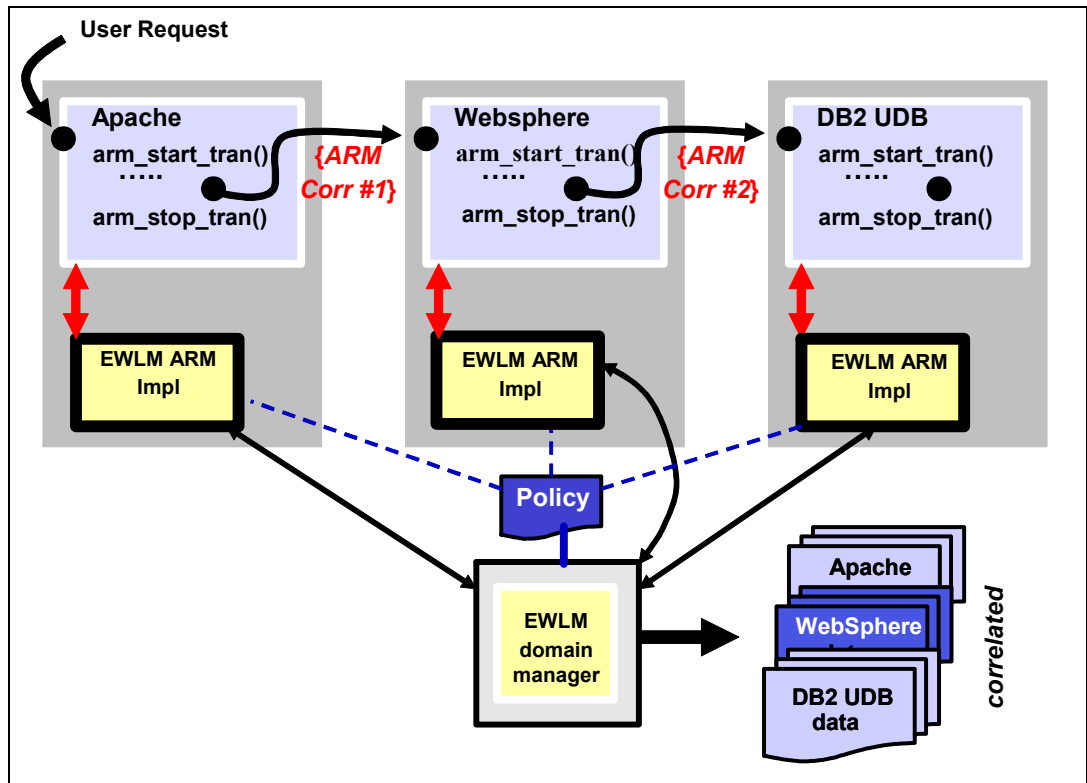 User Request
Apache
arm_start_tran()
.....
arm_stop_tran()
{ARM
Corr #1}
Websphere
arm_start_tran()
.....
arm_stop_tran()
{ARM
Corr #2}
DB2 UDB
arm_start_tran()
.....
arm_stop_tran()
EWLM ARM
Impl
EWLM ARM
Impl
EWLM ARM
Impl
Policy
EWLM
domain
manager
Apache
WebSphere
DB2 UDB
data
correlated